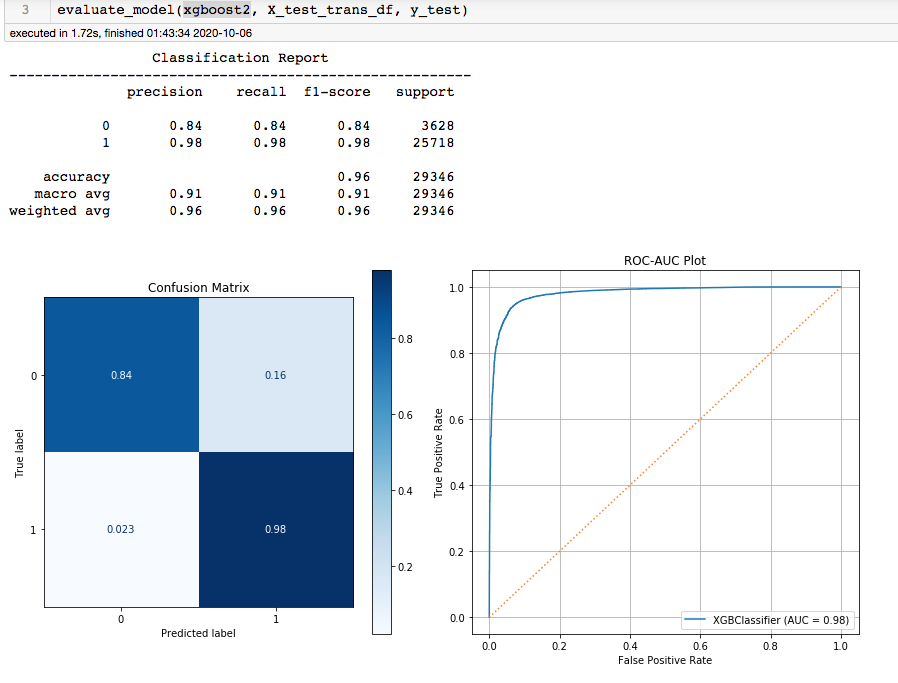 3 evaluate_model(xgboost2, X_test_trans_df, y_test)
executed in 1.72s, finished 01:43:34 2020-10-06
Classification Report
------------------------------------------------------------
precision recall f1-score support
0 0.84 0.84 0.84 3628
1 0.98 0.98 0.98 25718
accuracy 0.96 29346
macro avg 0.91 0.91 0.91 29346
weighted avg 0.96 0.96 0.96 29346
Confusion Matrix
True label
0 0.84 0.16
1 0.023 0.98
0 1
Predicted label
0.8
0.6
0.4
0.2
ROC-AUC Plot
True Positive Rate
1.0
0.8
0.6
0.4
0.2
0.0
XGBClassifier (AUC = 0.98)
0.0 0.2 0.4 0.6 0.8 1.0
False Positive Rate